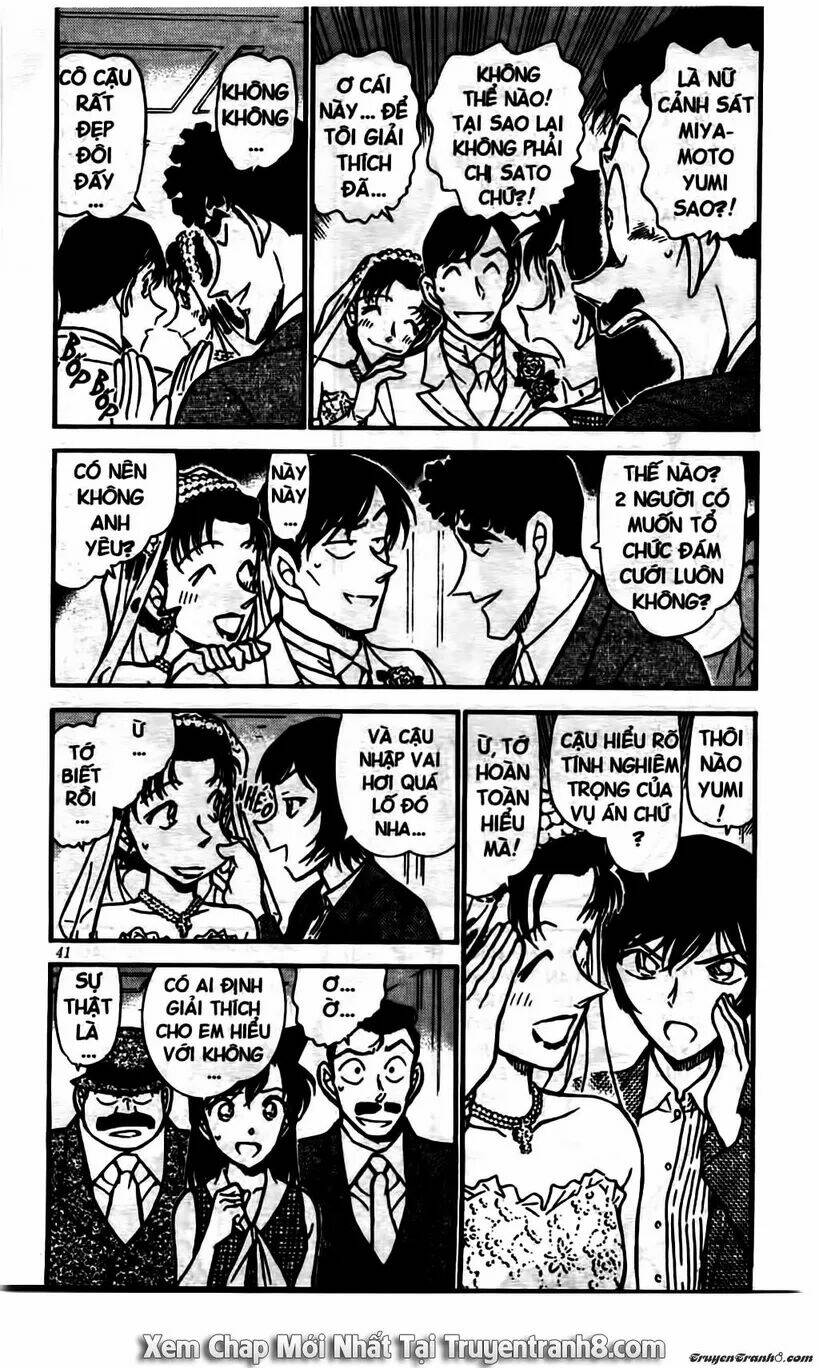 LÀ NỮ
CẢNH SÁT
MIYA-
MOTO
YUMI
SAO?!
KHÔNG
THỂ NÀO!
TẠI SAO LẠI
KHÔNG PHẢI
CHỊ SATO
CHỨ?!
Ơ CÁI
NÀY... ĐỂ
TÔI GIẢI
THÍCH
ĐÃ...
KHÔNG
KHÔNG
...
CÔ CẬU
RẤT
ĐẸP
ĐÔI
ĐẤY
...
BỐP
BỐP
THẾ NÀO?
2 NGƯỜI CÓ
MUỐN TỔ
CHỨC ĐÁM
CƯỚI LUÔN
KHÔNG?
NÀY
NÀY
...
CÓ NÊN
KHÔNG
ANH
YÊU?
THÔI
NÀO
YUMI
!
CẬU HIỂU RÕ
TÍNH NGHIÊM
TRỌNG CỦA
VỤ ÁN CHỨ
?
Ừ, TỚ
HOÀN
TOÀN
HIỂU
MÀ!
VÀ CẬU
NHẬP VAI
HƠI QUÁ
LỐ ĐÓ
NHA...
NHÉO
Ừ
...
TỚ
BIẾT
RỒI
...
41
Ơ...
Ờ...
CÓ AI ĐỊNH
GIẢI THÍCH
CHO EM HIỂU
VỚI KHÔNG
...
SỰ
THẬT
LÀ
...
Xem Chap Mới Nhất Tại Truyentranh8.com
TruyenTranh8.com